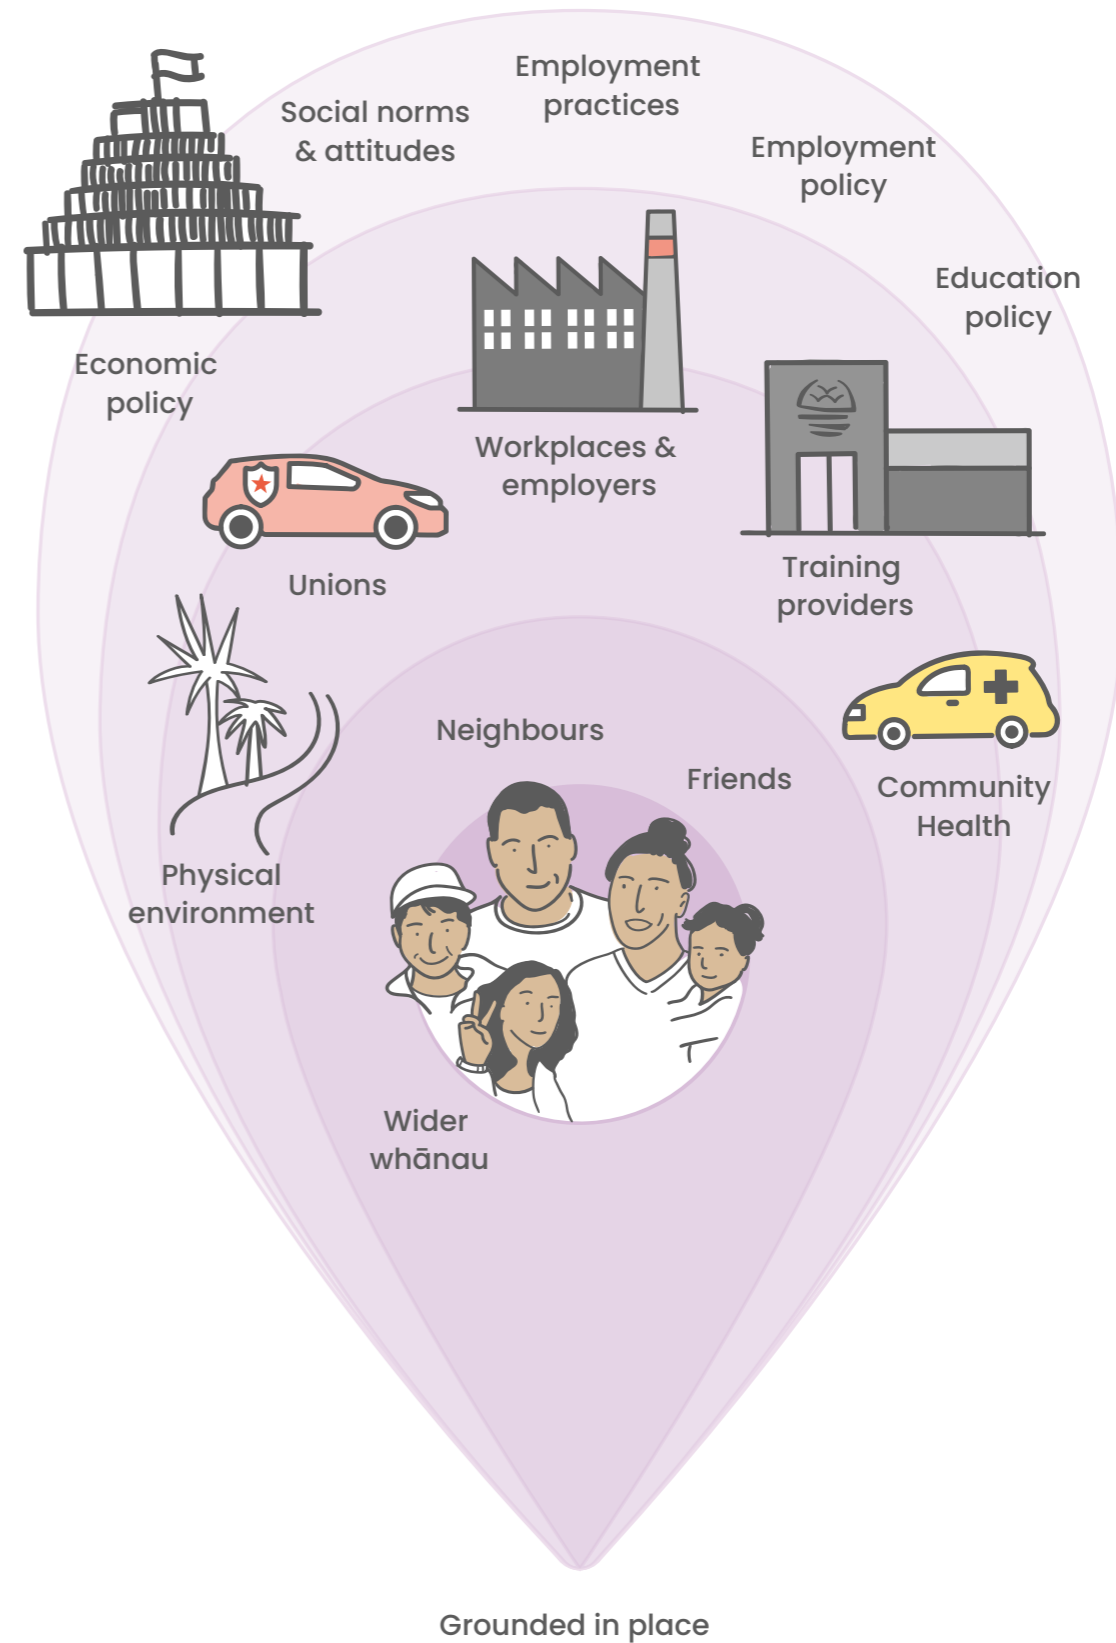 Employment
practices
Social norms
& attitudes
Employment
policy
Education
policy
Economic
policy
Workplaces &
employers
Unions
Training
providers
Neighbours
Friends
Community
Health
Physical
environment
Wider
whānau
Grounded in place